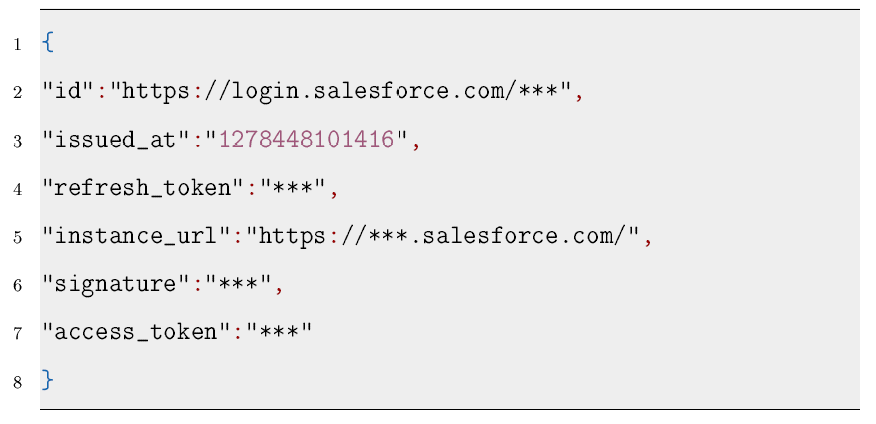 1 {
2 "id":"https://login.salesforce.com/***",
3 "issued_at":"1278448101416",
4 "refresh_token":"***",
5 "instance_url":"https://***.salesforce.com/",
6 "signature":"***",
7 "access_token":"***"
8 }